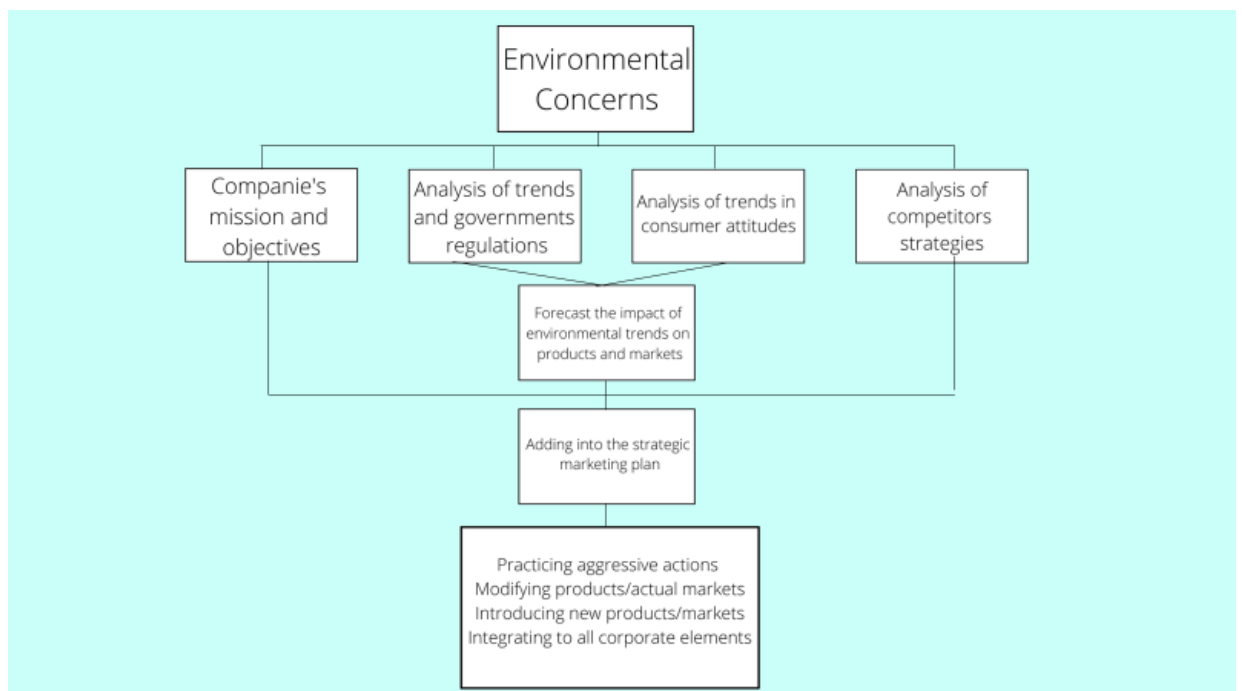 Environmental
Concerns
Companie's
mission and
objectives
Analysis of trends
and governments
regulations
Analysis of trends in
consumer attitudes
Analysis of
competitors
strategies
Forecast the impact of
environmental trends on
products and markets
Adding into the strategic
marketing plan
Practicing aggressive actions
Modifying products/actual markets
Introducing new products/markets
Integrating to all corporate elements